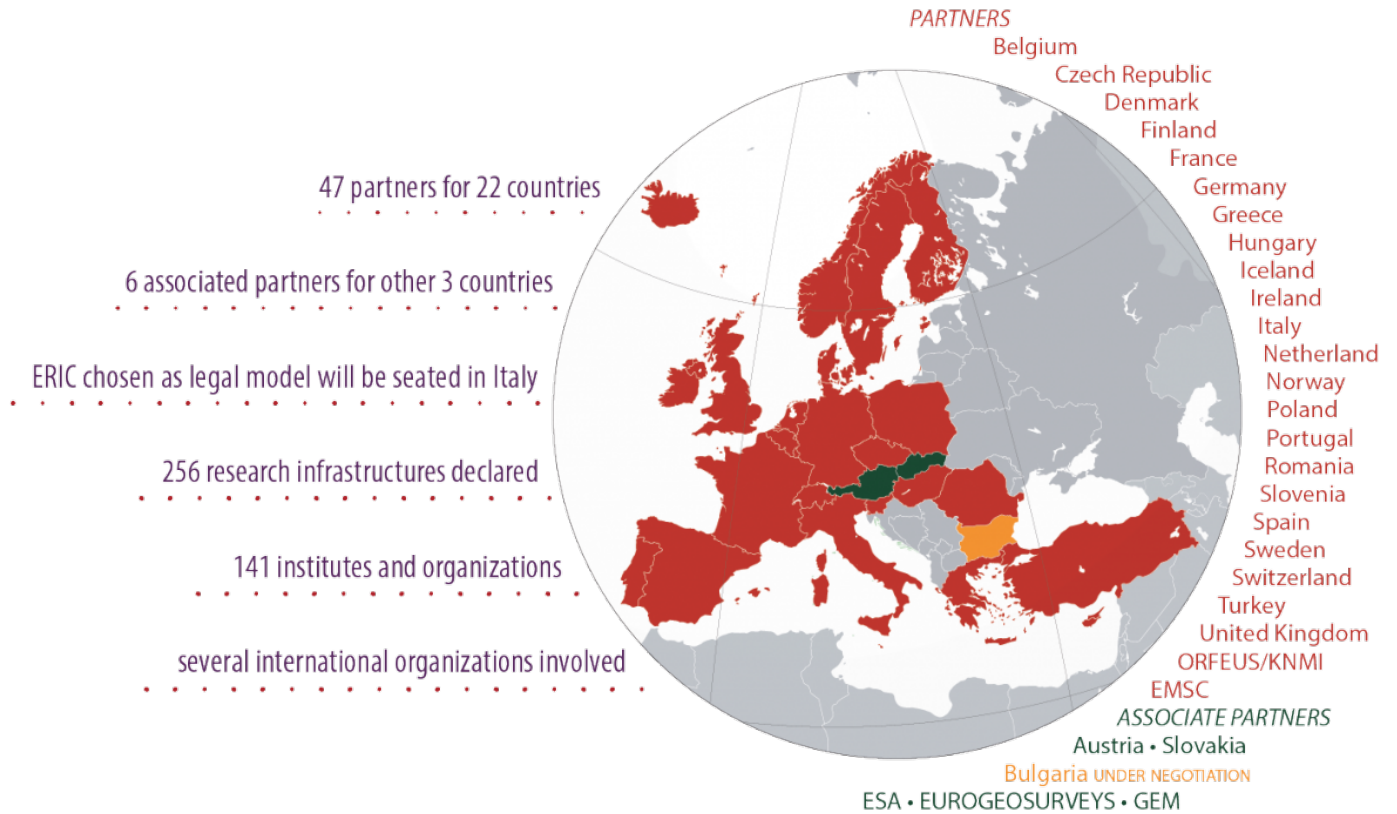 47 partners for 22 countries
6 associated partners for other 3 countries
ERIC chosen as legal model will be seated in Italy
256 research infrastructures declared
141 institutes and organizations
several international organizations involved
PARTNERS
Belgium
Czech Republic
Denmark
Finland
France
Germany
Greece
Hungary
Iceland
Ireland
Italy
Netherland
Norway
Poland
Portugal
Romania
Slovenia
Spain
Sweden
Switzerland
Turkey
United Kingdom
ORFEUS/KNMI
EMSC
ASSOCIATE PARTNERS
Austria • Slovakia
Bulgaria UNDER NEGOTIATION
ESA • EUROGEOSURVEYS • GEM